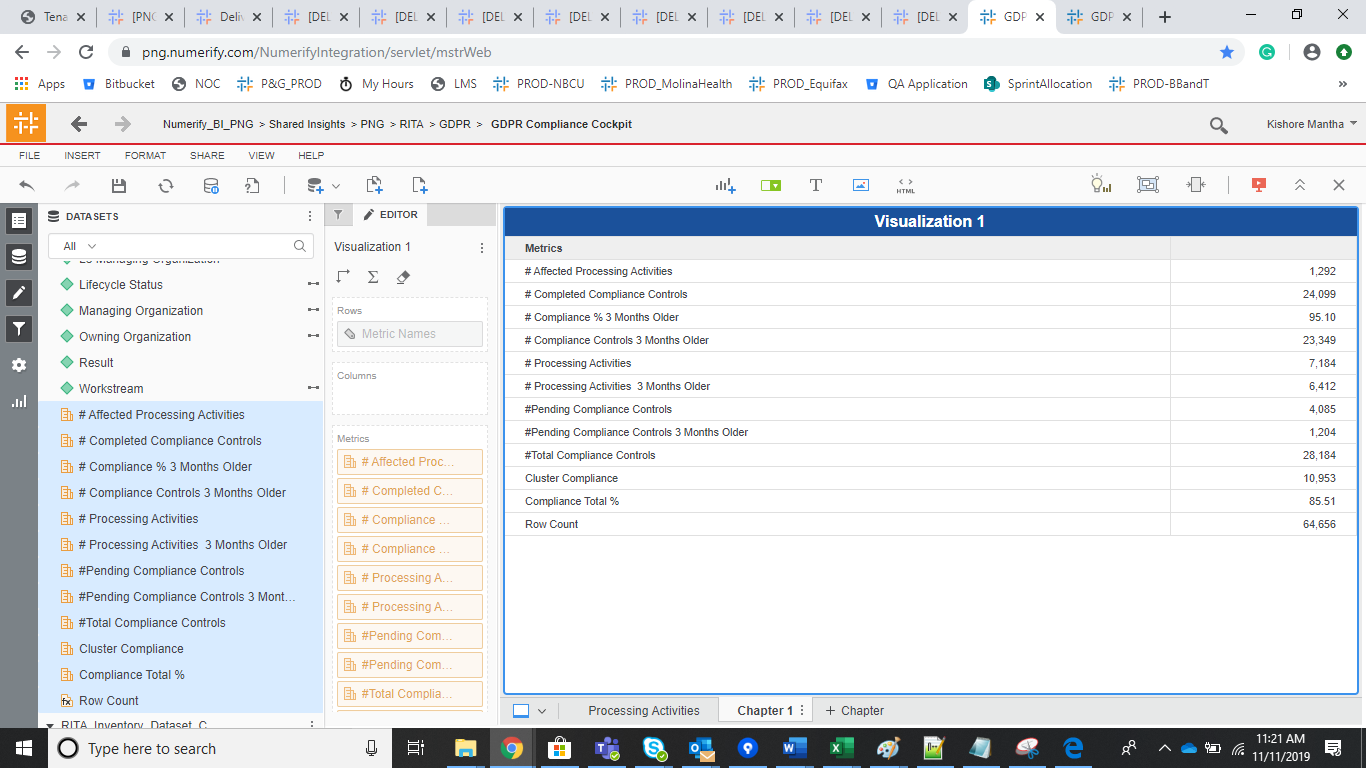 Tena
[PNG
Deliv
[DEL
[DEL
[DEL
[DEL
[DEL
[DEL
[DEL
[DEL
GDP
GDP
png.numerify.com/NumerifyIntegration/servlet/mstrWeb
Apps
Bitbucket
NOC
P&G_PROD
My Hours
LMS
PROD-NBCU
PROD_MolinaHealth
PROD_Equifax
QA Application
SprintAllocation
PROD-BBandT
Numerify_BI_PNG > Shared Insights > PNG > RITA > GDPR > GDPR Compliance Cockpit
Kishore Mantha
FILE INSERT FORMAT SHARE VIEW HELP
HTML
DATASETS
All
Managing Organization
Lifecycle Status
Managing Organization
Owning Organization
Result
Workstream
# Affected Processing Activities
# Completed Compliance Controls
# Compliance % 3 Months Older
# Compliance Controls 3 Months Older
# Processing Activities
# Processing Activities  3 Months Older
#Pending Compliance Controls
#Pending Compliance Controls 3 Mont...
#Total Compliance Controls
Cluster Compliance
Compliance Total %
fx Row Count
RITA_Inventory_Dataset_C
EDITOR
Visualization 1
Rows
Metric Names
Columns
Metrics
# Affected Proc...
# Completed C...
# Compliance ...
# Compliance ...
# Processing A...
# Processing A...
#Pending Com...
#Pending Com...
#Total Complia...
Visualization 1
Metrics
# Affected Processing Activities 1,292
# Completed Compliance Controls 24,099
# Compliance % 3 Months Older 95.10
# Compliance Controls 3 Months Older 23,349
# Processing Activities 7,184
# Processing Activities  3 Months Older 6,412
#Pending Compliance Controls 4,085
#Pending Compliance Controls 3 Months Older 1,204
#Total Compliance Controls 28,184
Cluster Compliance 10,953
Compliance Total % 85.51
Row Count 64,656
Processing Activities
Chapter 1
+ Chapter
Type here to search
11:21 AM
11/11/2019